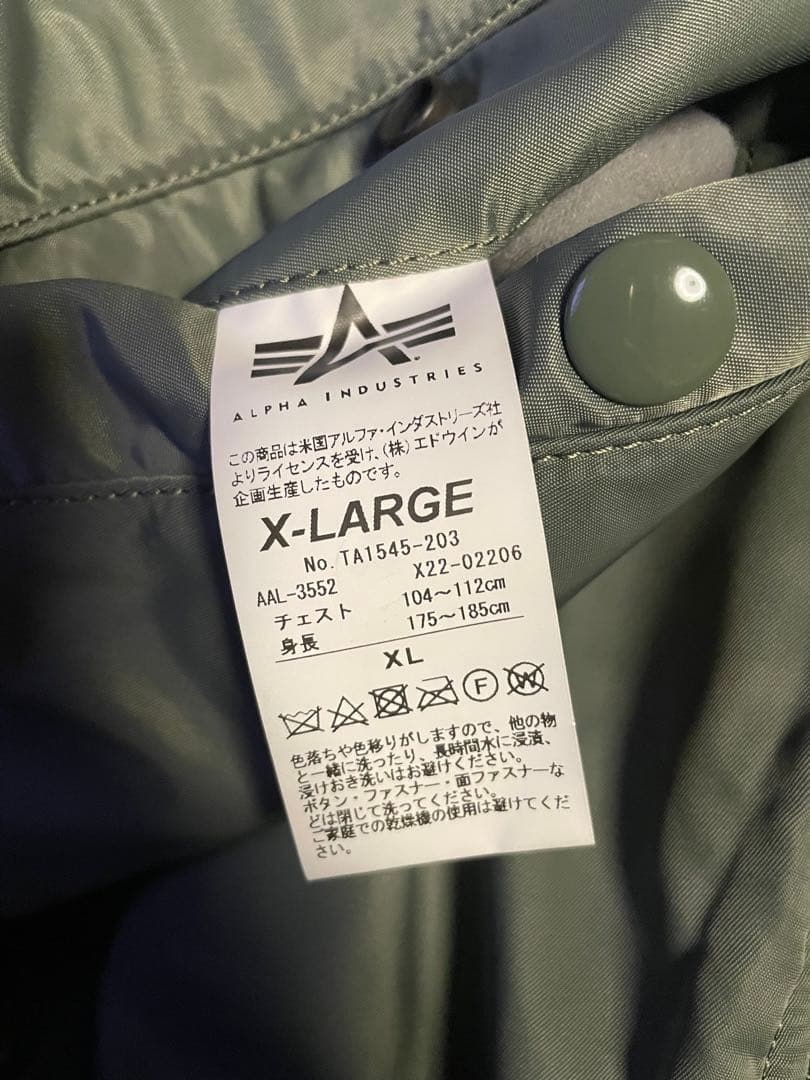 ALPHA INDUSTRIES
この商品は米国アルファ・インダストリーズ社
よりライセンスを受け、(株)エドウインが
企画生産したものです。
X-LARGE
No. TA1545-203
AAL-3552 X22-02206
チェスト 104～112cm
身長 175～185cm
XL
F W
色落ちや色移りがしますので、他の物
と一緒に洗ったり、長時間水に浸漬、
浸けおき洗いはお避けください。
ボタン・ファスナー・面ファスナーな
どは閉じて洗ってください。
ご家庭での乾燥機の使用は避けてくだ
さい。